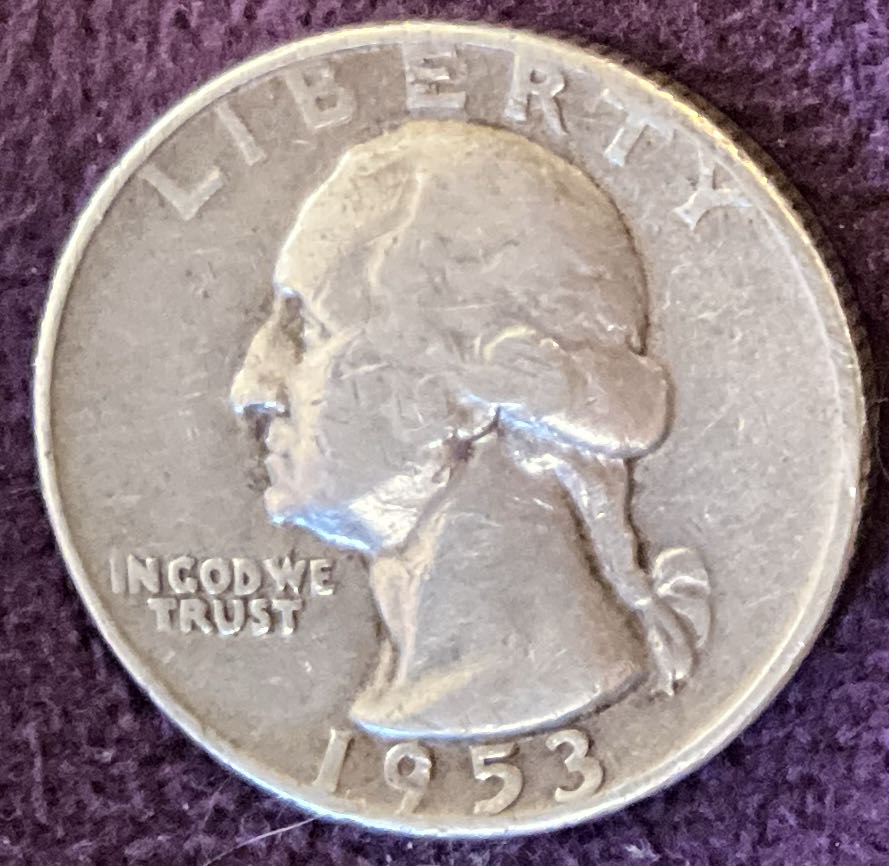 LIBERTY
IN GOD WE
TRUST
1953